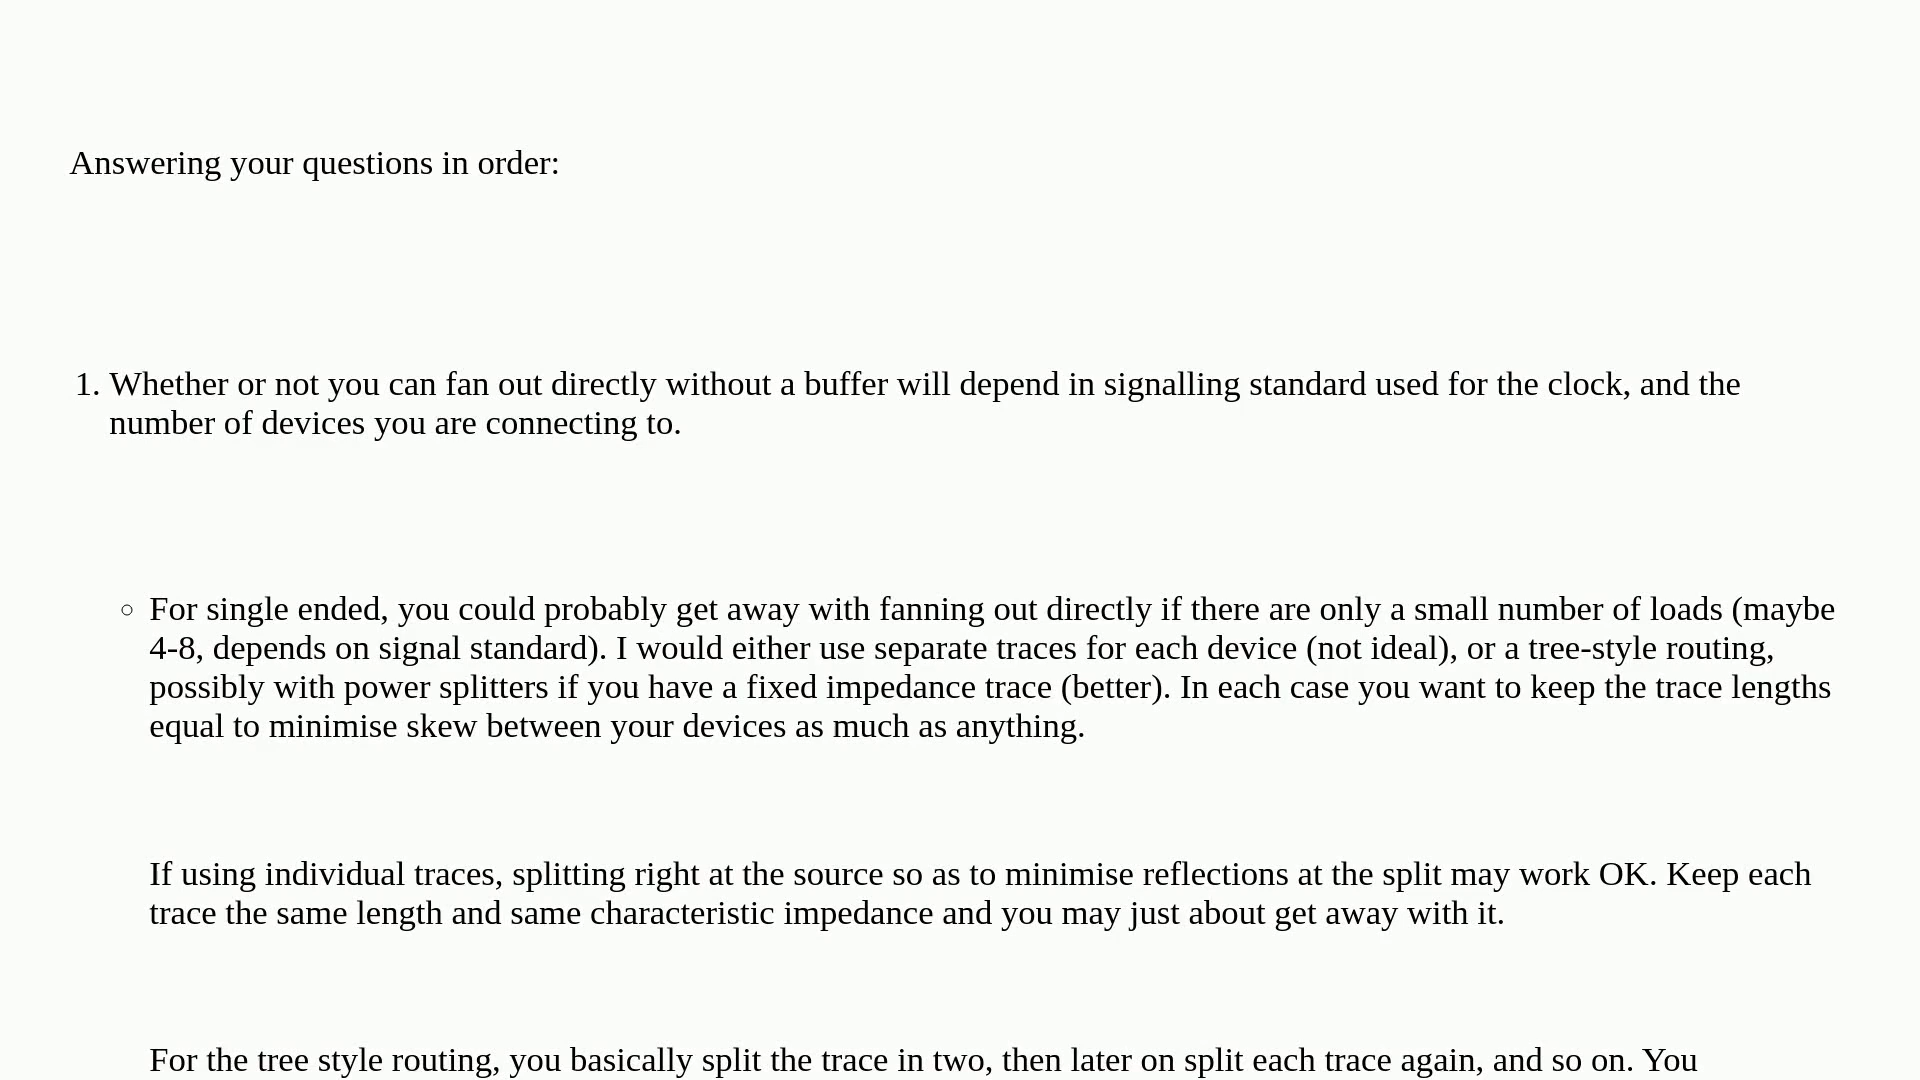 Answering your questions in order:
1. Whether or not you can fan out directly without a buffer will depend in signalling standard used for the clock, and the
number of devices you are connecting to.
○ For single ended, you could probably get away with fanning out directly if there are only a small number of loads (maybe
4-8, depends on signal standard). I would either use separate traces for each device (not ideal), or a tree-style routing,
possibly with power splitters if you have a fixed impedance trace (better). In each case you want to keep the trace lengths
equal to minimise skew between your devices as much as anything.
If using individual traces, splitting right at the source so as to minimise reflections at the split may work OK. Keep each
trace the same length and same characteristic impedance and you may just about get away with it.
For the tree style routing, you basically split the trace in two, then later on split each trace again, and so on. You